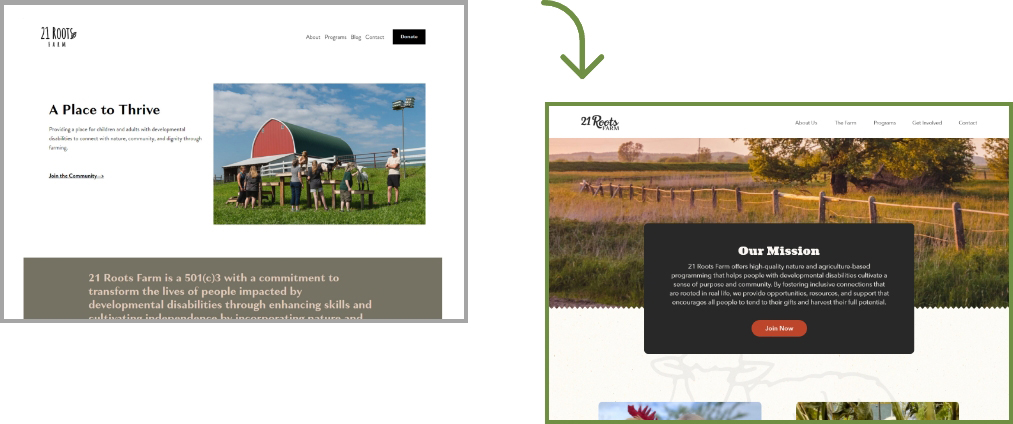 21 Roots
FARM
About Programs Blog Contact Donate
A Place to Thrive
Providing a place for children and adults with developmental
disabilities to connect with nature, community, and dignity through
farming.
Join the Community →
21 Roots Farm is a 501(c)3 with a commitment to
transform the lives of people impacted by
developmental disabilities through enhancing skills and
cultivating independence by incorporating nature and
21 Roots
FARM
About Us The Farm Programs Get Involved Contact
Our Mission
21 Roots Farm offers high-quality nature and agriculture-based
programming that helps people with developmental disabilities cultivate a
sense of purpose and community. By fostering inclusive connections that
are rooted in real life, we provide opportunities, resources, and support that
encourages all people to tend to their gifts and harvest their full potential.
Join Now